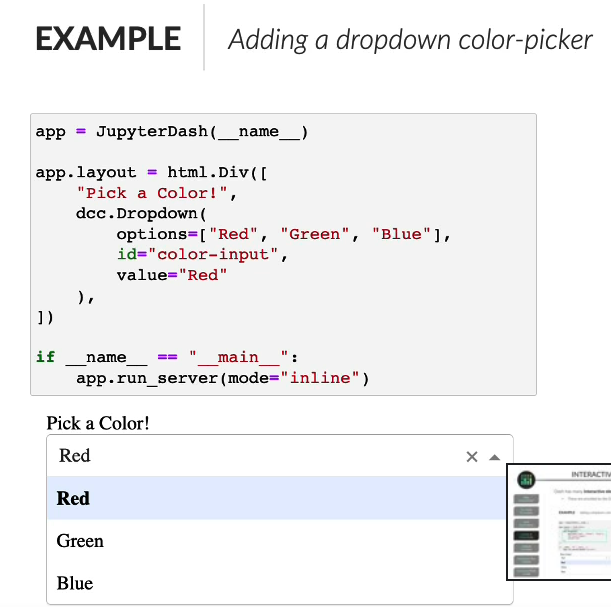 EXAMPLE Adding a dropdown color-picker
app = JupyterDash(__name__)
app.layout = html.Div([
    "Pick a Color!",
    dcc.Dropdown(
        options=["Red", "Green", "Blue"],
        id="color-input",
        value="Red"
    ),
])
if __name__ == "__main__":
    app.run_server(mode="inline")
Pick a Color!
Red
Red
Green
Blue
INTERACTIV